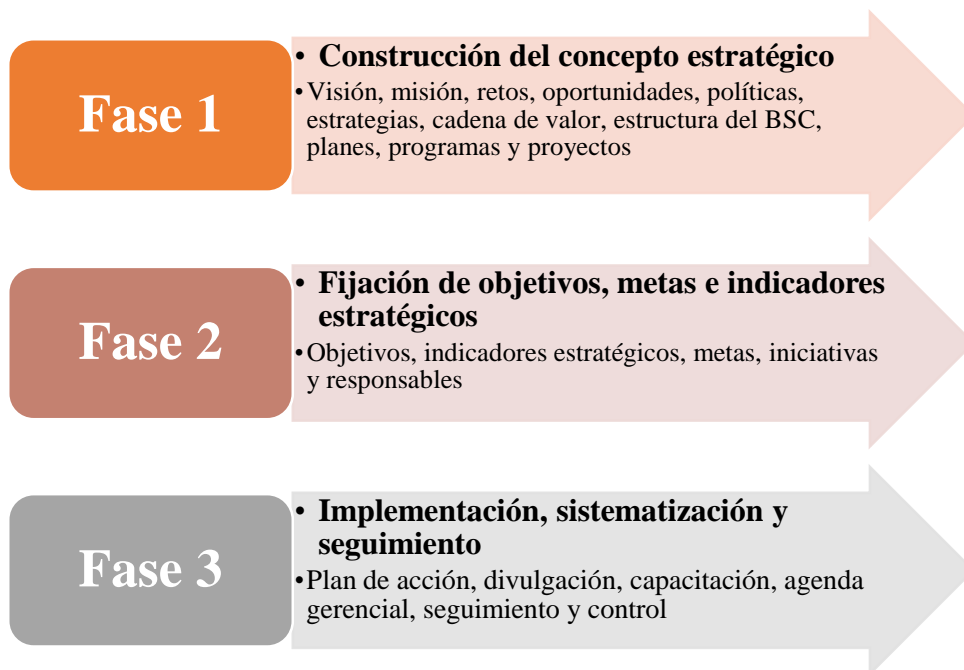 Fase 1
• Construcción del concepto estratégico
•Visión, misión, retos, oportunidades, políticas,
estrategias, cadena de valor, estructura del BSC,
planes, programas y proyectos
Fase 2
• Fijación de objetivos, metas e indicadores
estratégicos
•Objetivos, indicadores estratégicos, metas, iniciativas
y responsables
Fase 3
• Implementación, sistematización y
seguimiento
•Plan de acción, divulgación, capacitación, agenda
gerencial, seguimiento y control